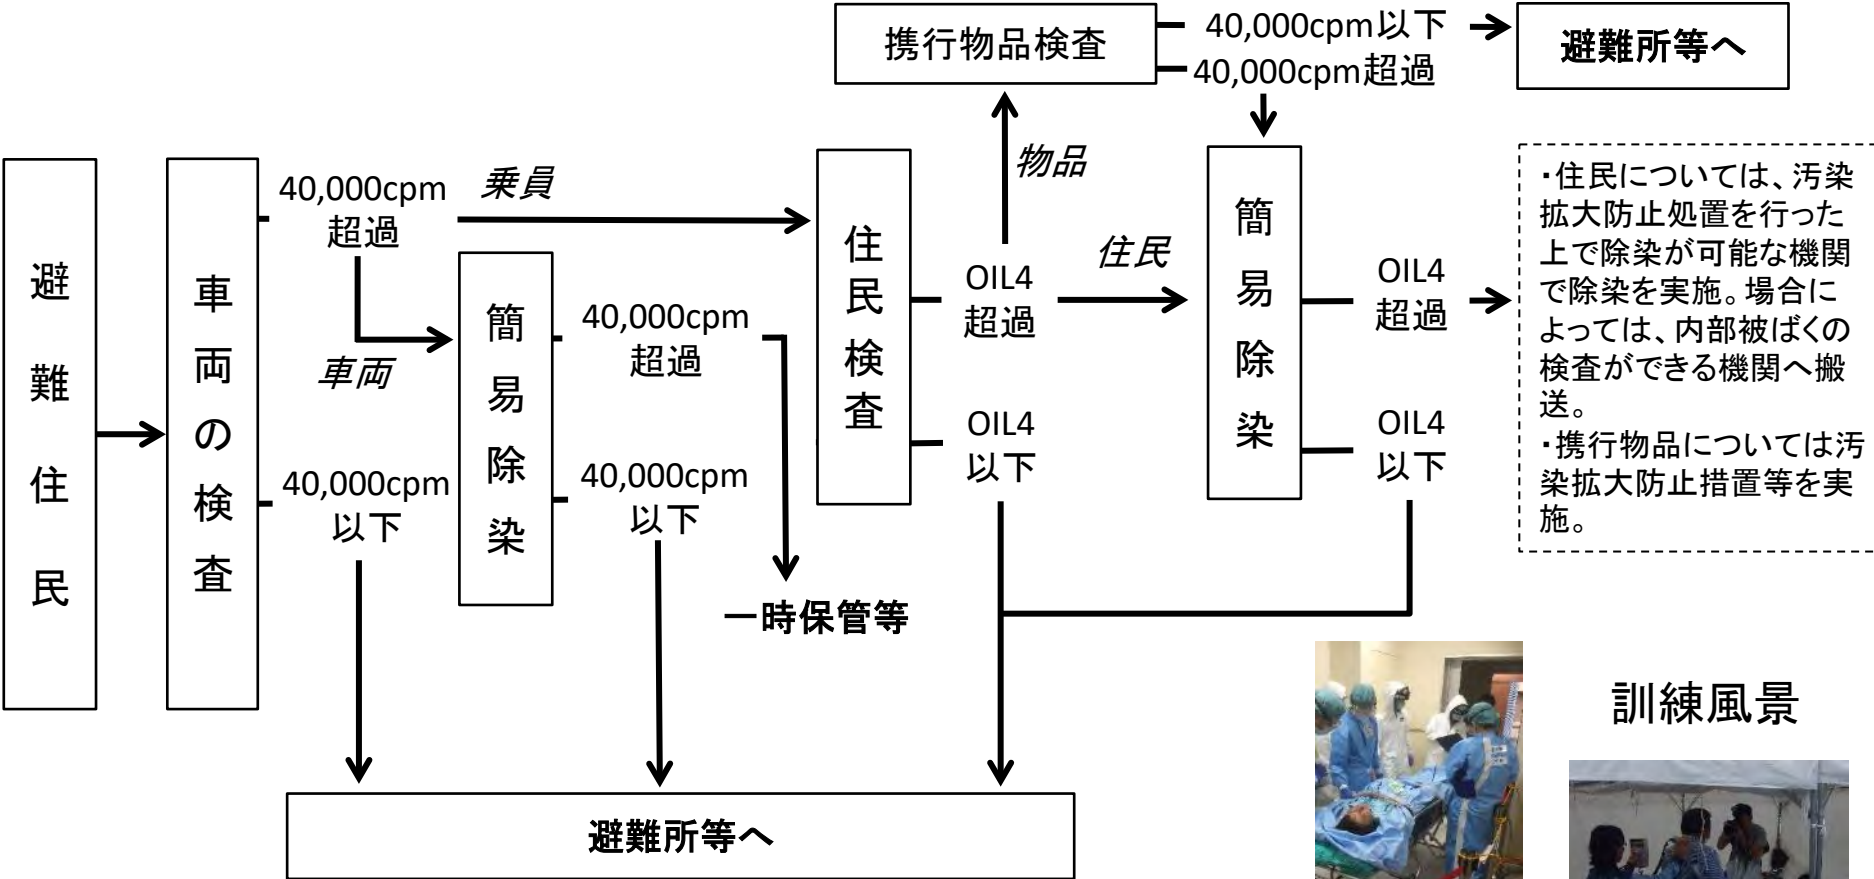 携行物品検査
40,000cpm以下
40,000cpm超過
避難所等へ
避難住民
車両の検査
40,000cpm
超過
乗員
車両
40,000cpm
以下
簡易除染
40,000cpm
超過
40,000cpm
以下
一時保管等
住民検査
物品
OIL4
超過
住民
OIL4
以下
簡易除染
OIL4
超過
OIL4
以下
・住民については、汚染
拡大防止処置を行った
上で除染が可能な機関
で除染を実施。場合に
よっては、内部被ばくの
検査ができる機関へ搬
送。
・携行物品については汚
染拡大防止措置等を実
施。
避難所等へ
訓練風景